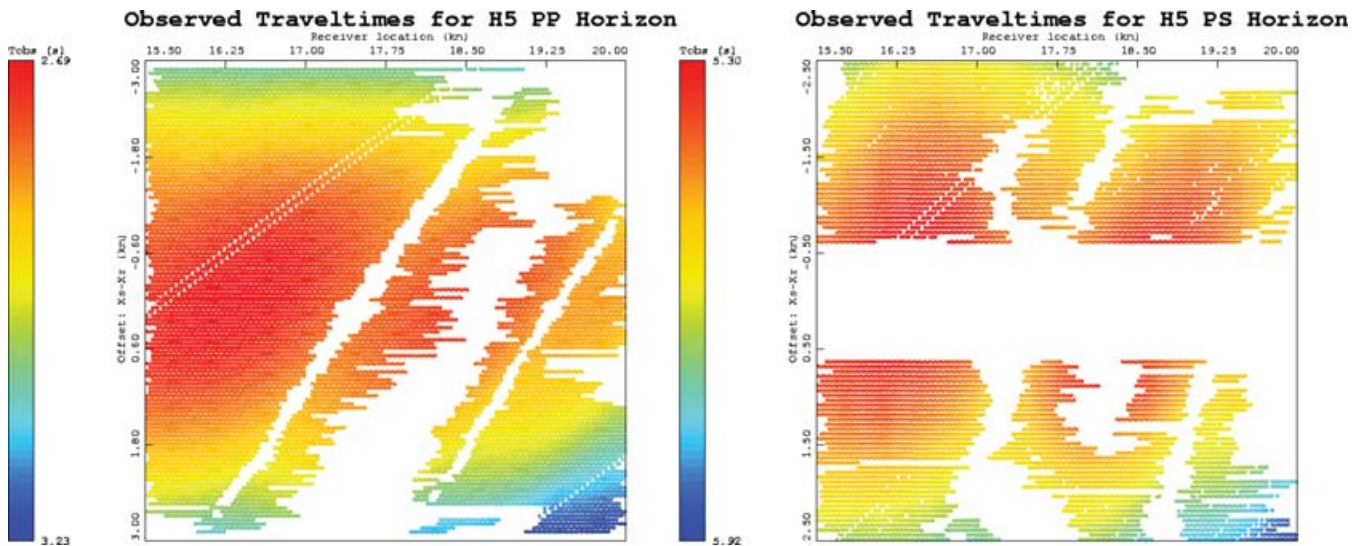 Observed Traveltimes for H5 PP Horizon
Receiver location (km)
Tobs (s)
15.50 16.25 17.00 17.75 18.50 19.25 20.00
2.69
3.23
Offset: Xs-Xr (km)
-3.00
-1.80
-0.60
0.60
1.80
3.00
Observed Traveltimes for H5 PS Horizon
Receiver location (km)
Tobs (s)
15.50 16.25 17.00 17.75 18.50 19.25 20.00
5.30
5.92
Offset: Xs-Xr (km)
-2.50
-1.50
-0.50
0.50
1.50
2.50